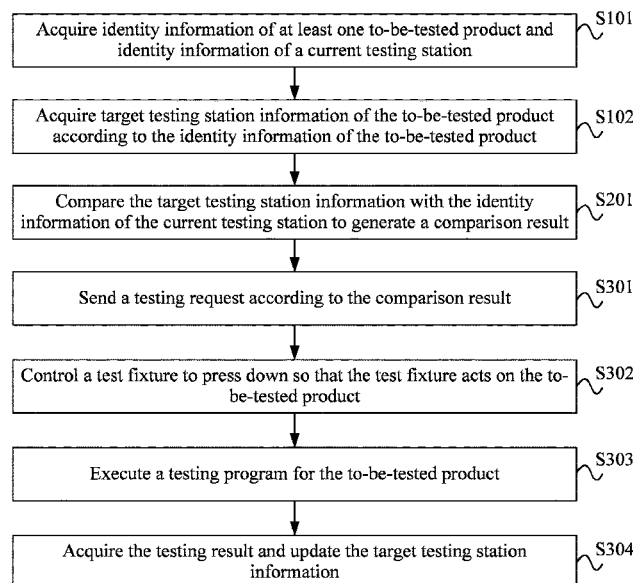 S101
Acquire identity information of at least one to-be-tested product and
identity information of a current testing station
S102
Acquire target testing station information of the to-be-tested product
according to the identity information of the to-be-tested product
S201
Compare the target testing station information with the identity
information of the current testing station to generate a comparison result
S301
Send a testing request according to the comparison result
S302
Control a test fixture to press down so that the test fixture acts on the to-
be-tested product
S303
Execute a testing program for the to-be-tested product
S304
Acquire the testing result and update the target testing station
information